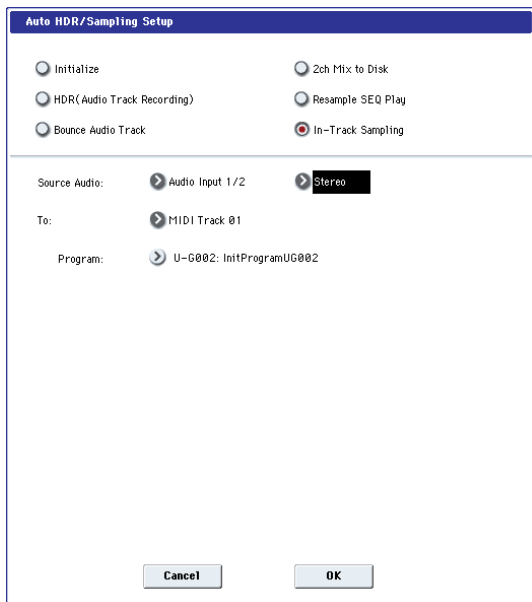 Auto HDR/Sampling Setup
Initialize
2ch Mix to Disk
HDR(Audio Track Recording)
Resample SEQ Play
Bounce Audio Track
In-Track Sampling
Source Audio: Audio Input 1/2 Stereo
To: MIDI Track 01
Program: U-G002: InitProgramUG002
Cancel OK